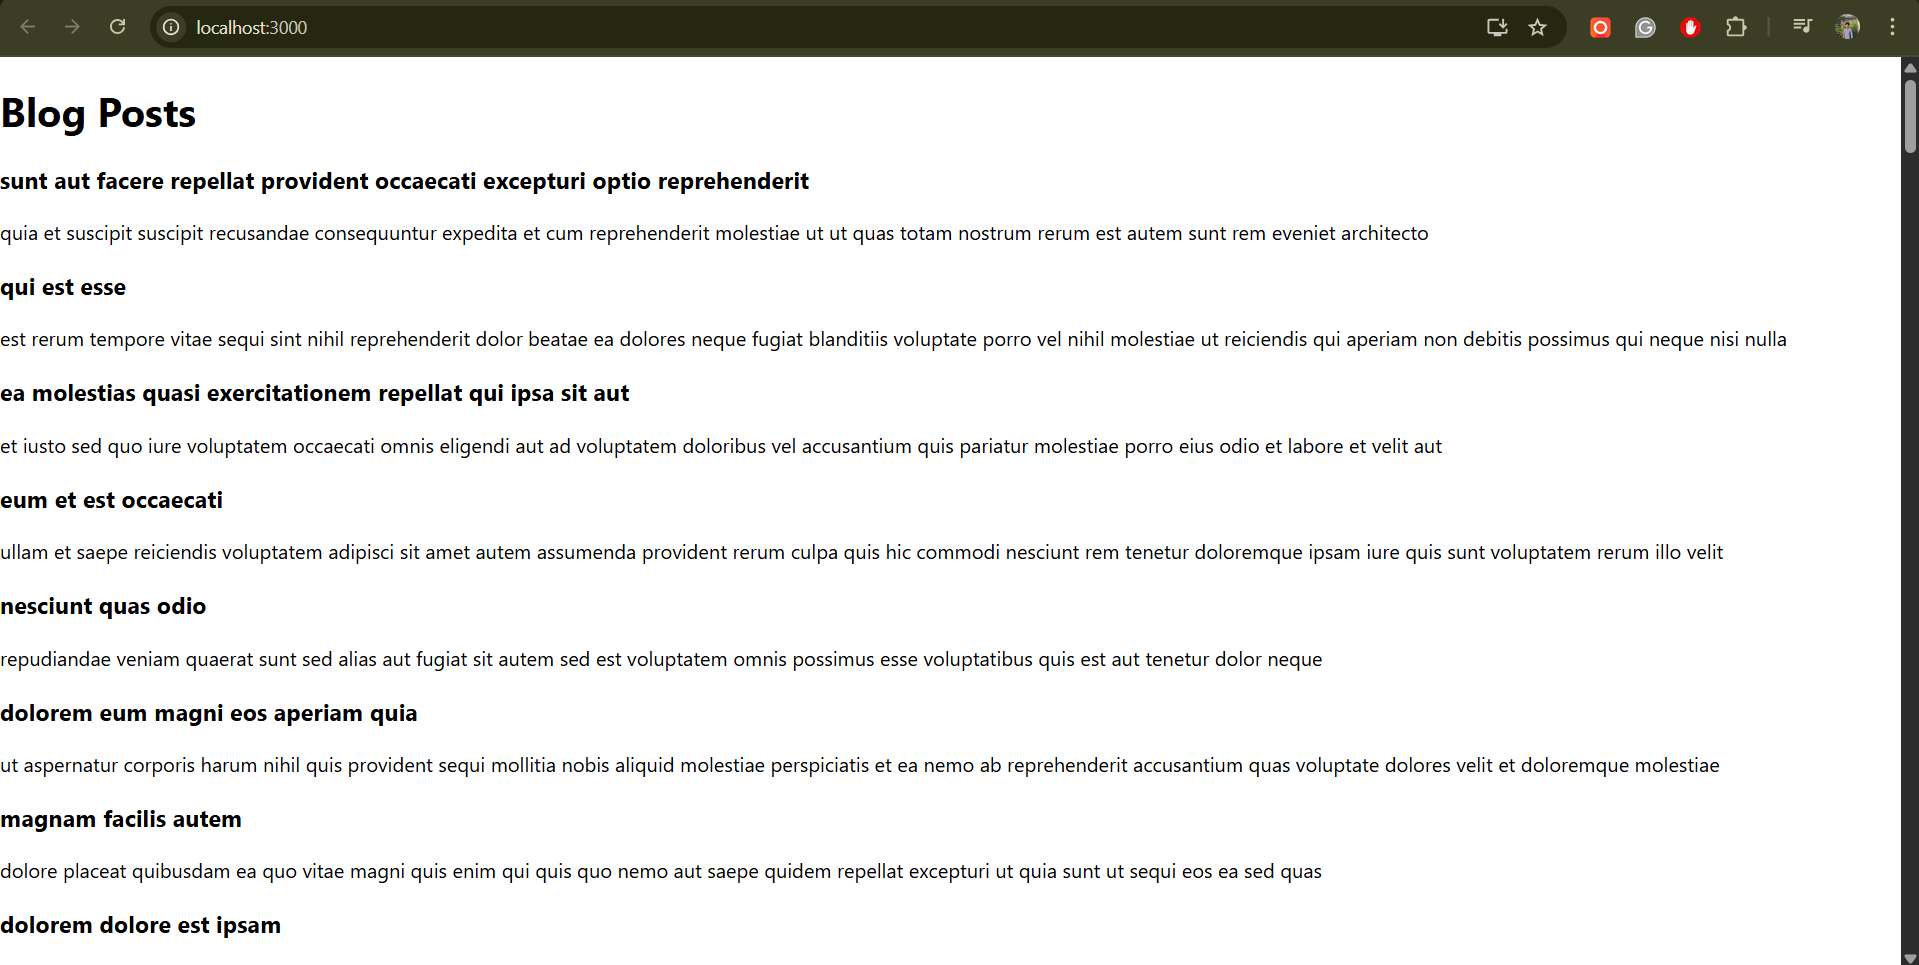 localhost:3000
Blog Posts
sunt aut facere repellat provident occaecati excepturi optio reprehenderit
quia et suscipit suscipit recusandae consequuntur expedita et cum reprehenderit molestiae ut ut quas totam nostrum rerum est autem sunt rem eveniet architecto
qui est esse
est rerum tempore vitae sequi sint nihil reprehenderit dolor beatae ea dolores neque fugiat blanditiis voluptate porro vel nihil molestiae ut reiciendis qui aperiam non debitis possimus qui neque nisi nulla
ea molestias quasi exercitationem repellat qui ipsa sit aut
et iusto sed quo iure voluptatem occaecati omnis eligendi aut ad voluptatem doloribus vel accusantium quis pariatur molestiae porro eius odio et labore et velit aut
eum et est occaecati
ullam et saepe reiciendis voluptatem adipisci sit amet autem assumenda provident rerum culpa quis hic commodi nesciunt rem tenetur doloremque ipsam iure quis sunt voluptatem rerum illo velit
nesciunt quas odio
repudiandae veniam quaerat sunt sed alias aut fugiat sit autem sed est voluptatem omnis possimus esse voluptatibus quis est aut tenetur dolor neque
dolorem eum magni eos aperiam quia
ut aspernatur corporis harum nihil quis provident sequi mollitia nobis aliquid molestiae perspiciatis et ea nemo ab reprehenderit accusantium quas voluptate dolores velit et doloremque molestiae
magnam facilis autem
dolore placeat quibusdam ea quo vitae magni quis enim qui quis quo nemo aut saepe quidem repellat excepturi ut quia sunt ut sequi eos ea sed quas
dolorem dolore est ipsam